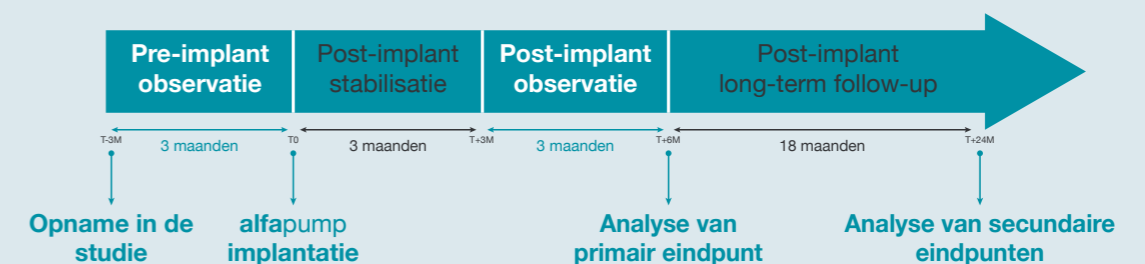 Pre-implant
observatie
Post-implant
stabilisatie
Post-implant
observatie
Post-implant
long-term follow-up
T-3M
3 maanden
T0
3 maanden
T+3M
3 maanden
T+6M
18 maanden
T+24M
Opname in de
studie
alfapump
implantatie
Analyse van
primair eindpunt
Analyse van secundaire
eindpunten